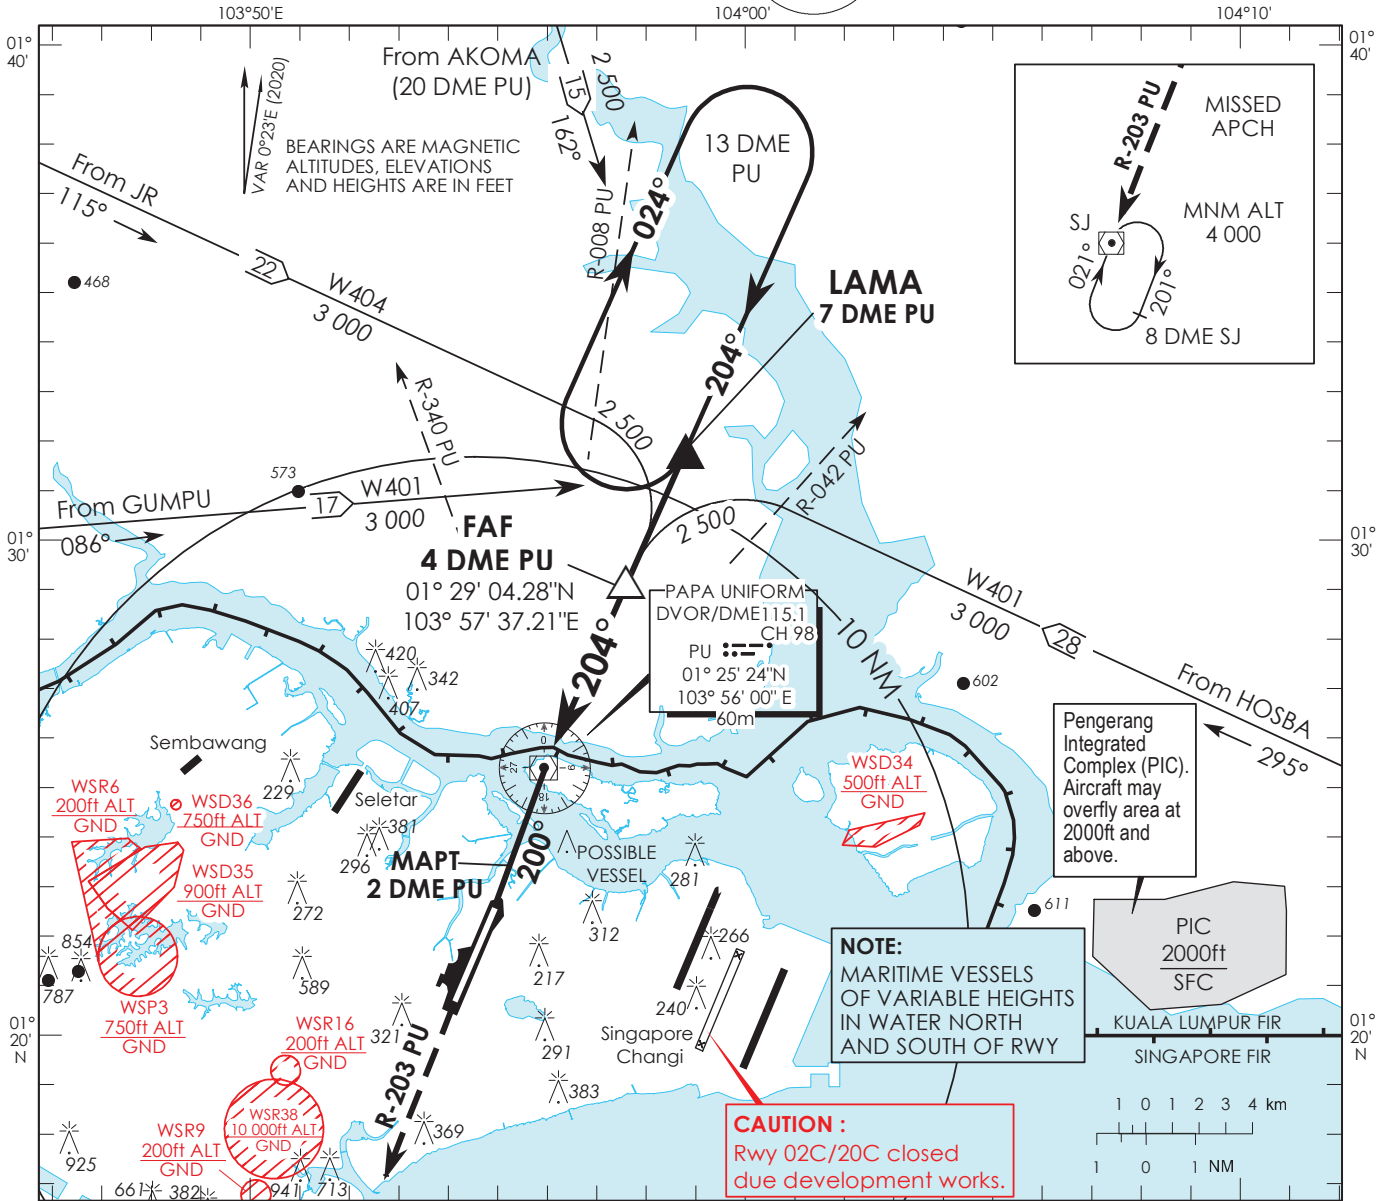 103°50'E
104°00'
104°10'
01°
40'
01°
40'
From AKOMA
(20 DME PU)
VAR 0°23'E (2020)
BEARINGS ARE MAGNETIC
ALTITUDES, ELEVATIONS
AND HEIGHTS ARE IN FEET
15
2 500
162°
R-008 PU
024°
13 DME
PU
MISSED
APCH
R-203 PU
MNM ALT
4 000
SJ
021°
201°
8 DME SJ
From JR
115°
468
22
W404
3 000
LAMA
7 DME PU
204°
R-340 PU
2 500
573
From GUMPU
086°
17
W401
3 000
R-042 PU
2 500
01°
30'
01°
30'
FAF
4 DME PU
01° 29' 04.28"N
103° 57' 37.21"E
W401
3 000
28
From HOSBA
295°
PAPA UNIFORM
DVOR/DME 115.1
CH 98
PU
01° 25' 24"N
103° 56' 00" E
60m
10 NM
204°
420
342
407
602
Sembawang
229
Seletar
WSR6
200ft ALT
GND
WSD36
750ft ALT
GND
WSD35
900ft ALT
GND
0
9
18
27
WSD34
500ft ALT
GND
Pengerang
Integrated
Complex (PIC).
Aircraft may
overfly area at
2000ft and
above.
381
296
MAPT
2 DME PU
200°
POSSIBLE
VESSEL
281
272
312
611
854
787
589
217
266
240
WSP3
750ft ALT
GND
NOTE:
MARITIME VESSELS
OF VARIABLE HEIGHTS
IN WATER NORTH
AND SOUTH OF RWY
PIC
2000ft
SFC
KUALA LUMPUR FIR
SINGAPORE FIR
01°
20'
N
01°
20'
N
321
291
Singapore
Changi
WSR16
200ft ALT
GND
R-203 PU
383
369
WSR38
10 000ft ALT
GND
WSR9
200ft ALT
GND
925
661
382
941
713
CAUTION :
Rwy 02C/20C closed
due development works.
1 0 1 2 3 4 km
1 0 1 NM